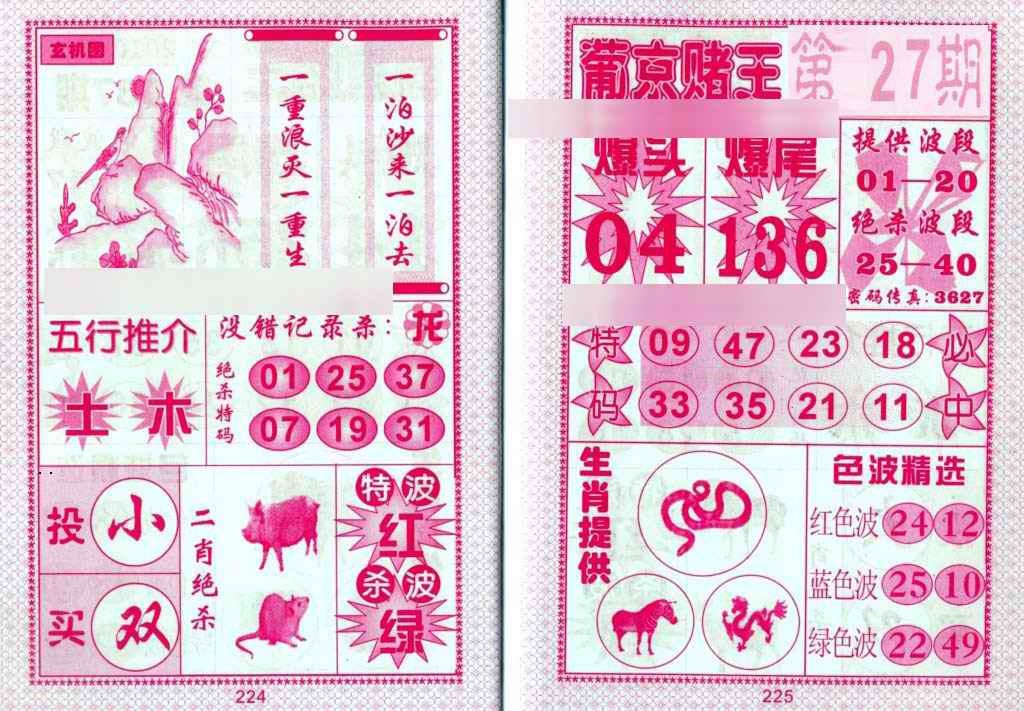 玄机图
一泊沙来一泊去
一重浪灭一重生
五行推介
土 木
没错记录杀：花
绝杀特码
01 25 37
07 19 31
投 小
买 双
二肖绝杀
特波
红
杀波
绿
224
葡京赌王 第27期
爆头 爆尾
04 136
提供波段
01—20
绝杀波段
25—40
密码传真：3627
特码
09 47 23 18
33 35 21 11
必中
生肖提供
色波精选
红色波 24 12
蓝色波 25 10
绿色波 22 49
225